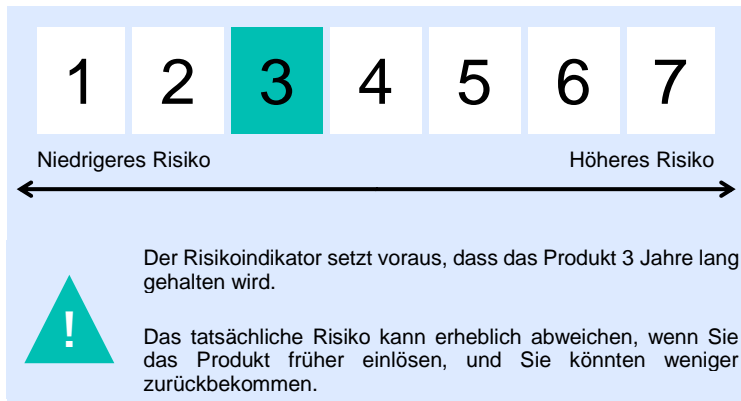 1 2 3 4 5 6 7
Niedrigeres Risiko Höheres Risiko
Der Risikoindikator setzt voraus, dass das Produkt 3 Jahre lang
gehalten wird.
!
Das tatsächliche Risiko kann erheblich abweichen, wenn Sie
das Produkt früher einlösen, und Sie könnten weniger
zurückbekommen.